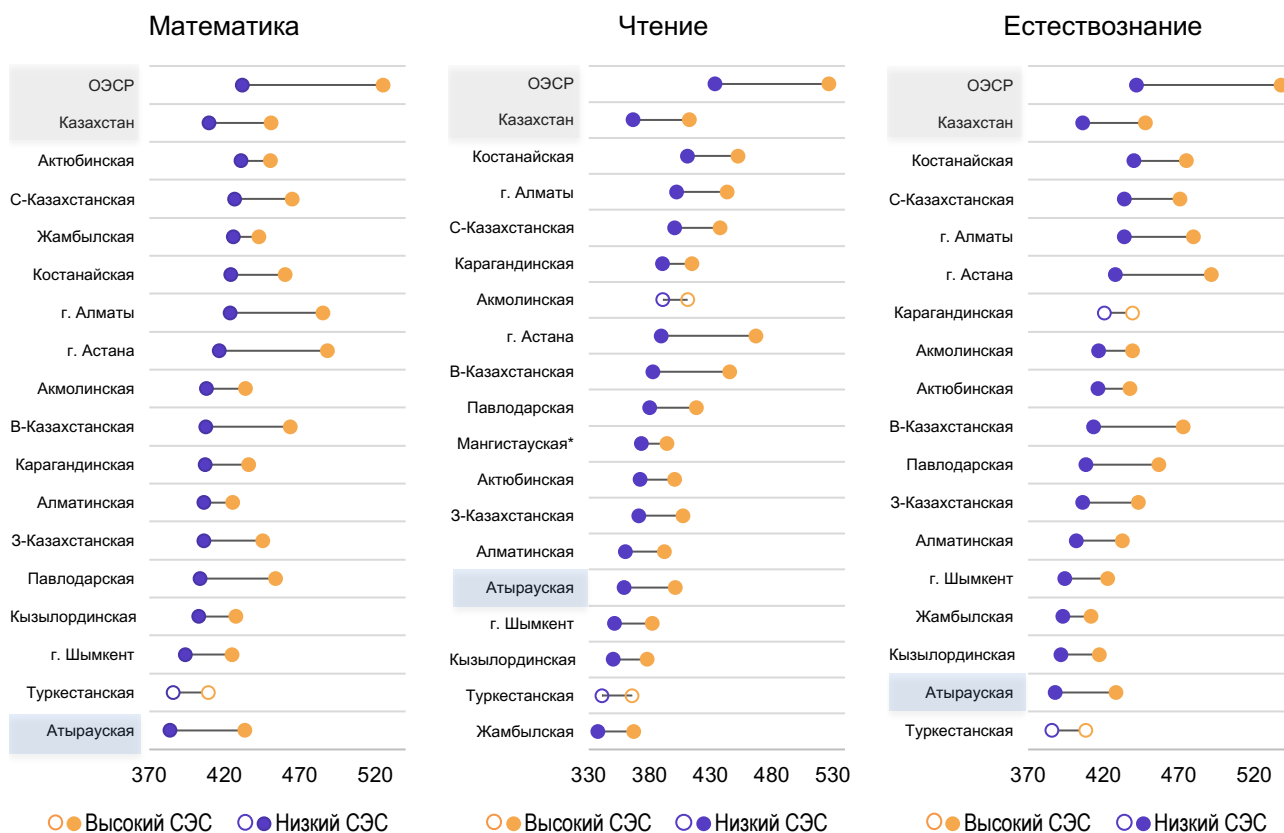 Математика
ОЭСР
Казахстан
Актюбинская
С-Казахстанская
Жамбылская
Костанайская
г. Алматы
г. Астана
Акмолинская
В-Казахстанская
Карагандинская
Алматинская
З-Казахстанская
Павлодарская
Кызылординская
г. Шымкент
Туркестанская
Атырауская
370 420 470 520
Высокий СЭС Низкий СЭС
Чтение
ОЭСР
Казахстан
Костанайская
г. Алматы
С-Казахстанская
Карагандинская
Акмолинская
г. Астана
В-Казахстанская
Павлодарская
Мангистауская*
Актюбинская
З-Казахстанская
Алматинская
Атырауская
г. Шымкент
Кызылординская
Туркестанская
Жамбылская
330 380 430 480 530
Высокий СЭС Низкий СЭС
Естествознание
ОЭСР
Казахстан
Костанайская
С-Казахстанская
г. Алматы
г. Астана
Карагандинская
Акмолинская
Актюбинская
В-Казахстанская
Павлодарская
З-Казахстанская
Алматинская
г. Шымкент
Жамбылская
Кызылординская
Атырауская
Туркестанская
370 420 470 520
Высокий СЭС Низкий СЭС